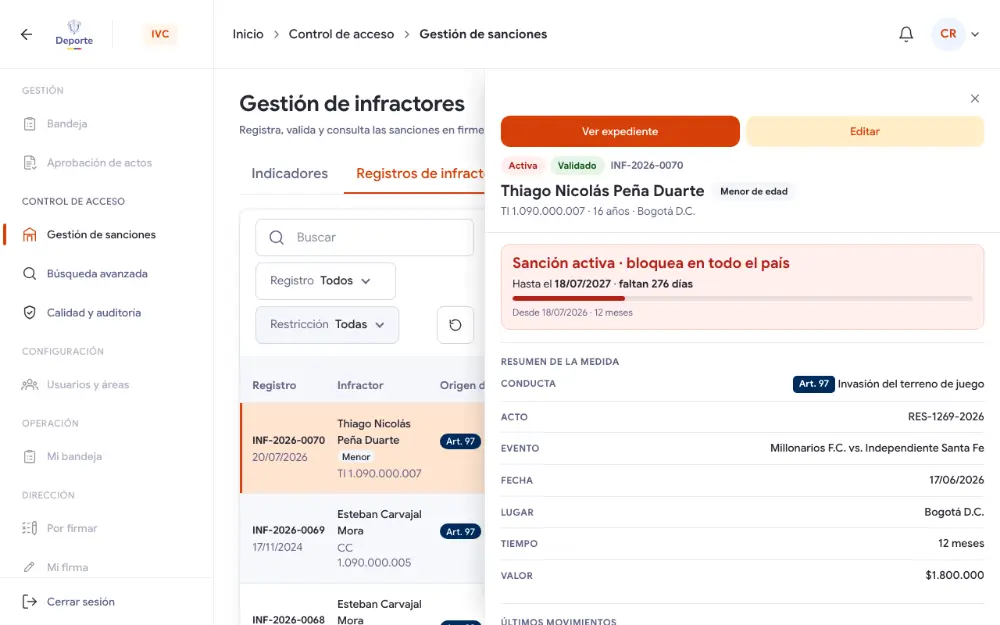 Deporte
IVC
Inicio > Control de acceso > Gestión de sanciones
CR
GESTIÓN
Bandeja
Aprobación de actos
CONTROL DE ACCESO
Gestión de sanciones
Búsqueda avanzada
Calidad y auditoria
CONFIGURACIÓN
Usuarios y áreas
OPERACIÓN
Mi bandeja
DIRECCIÓN
Por firmar
Mi firma
Cerrar sesión
Gestión de infractores
Registra, valida y consulta las sanciones en firme
Indicadores
Registros de infract
Buscar
Registro Todos
Restricción Todas
Registro Infractor Origen d
INF-2026-0070
20/07/2026
Thiago Nicolás
Peña Duarte
Menor
TI 1.090.000.007
Art. 97
INF-2026-0069
17/11/2024
Esteban Carvajal
Mora
CC
1.090.000.005
Art. 97
INF-2026-0068
Esteban Carvajal
Mora
Ver expediente
Editar
Activa Validado INF-2026-0070
Thiago Nicolás Peña Duarte Menor de edad
TI 1.090.000.007 · 16 años · Bogotá D.C.
Sanción activa · bloquea en todo el país
Hasta el 18/07/2027 · faltan 276 días
Desde 18/07/2026 · 12 meses
RESUMEN DE LA MEDIDA
CONDUCTA Art. 97 Invasión del terreno de juego
ACTO RES-1269-2026
EVENTO Millonarios F.C. vs. Independiente Santa Fe
FECHA 17/06/2026
LUGAR Bogotá D.C.
TIEMPO 12 meses
VALOR $1.800.000
ÚLTIMOS MOVIMIENTOS